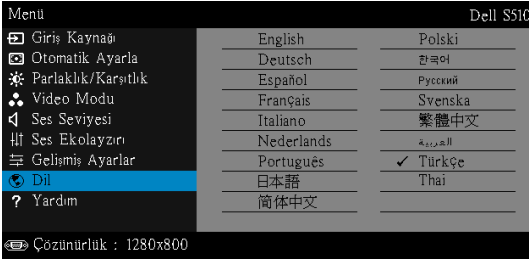 Menü
Dell S510
Giriş Kaynağı
Otomatik Ayarla
Parlaklık/Karşıtlık
Video Modu
Ses Seviyesi
Ses Ekolayzırı
Gelişmiş Ayarlar
Dil
? Yardım
English
Deutsch
Español
Français
Italiano
Nederlands
Português
日本語
简体中文
Polski
한국어
Русский
Svenska
繁體中文
العربية
✓ Türkçe
Thai
Çözünürlük : 1280x800